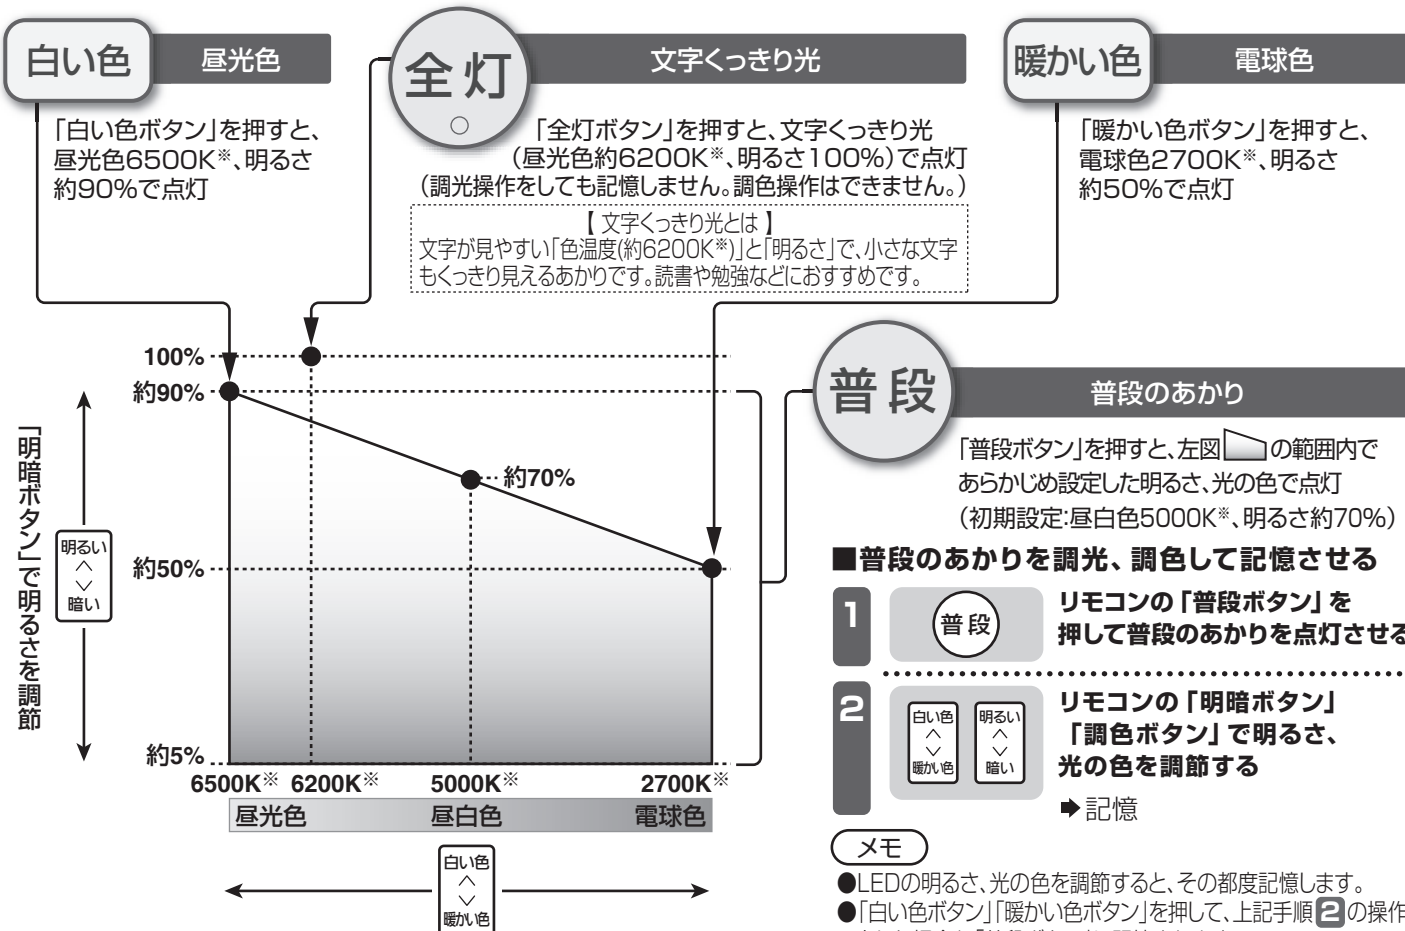 白い色
昼光色
「白い色ボタン」を押すと、
昼光色6500K※、明るさ
約90%で点灯
全灯
文字くっきり光
「全灯ボタン」を押すと、文字くっきり光
(昼光色約6200K※、明るさ100%)で点灯
(調光操作をしても記憶しません。調色操作はできません。)
【 文字くっきり光とは 】
文字が見やすい「色温度(約6200K※)」と「明るさ」で、小さな文字
もくっきり見えるあかりです。読書や勉強などにおすすめです。
暖かい色
電球色
「暖かい色ボタン」を押すと、
電球色2700K※、明るさ
約50%で点灯
100%
約90%
約70%
約50%
約5%
「明暗ボタン」で明るさを調節
明るい
暗い
6500K※ 6200K※ 5000K※ 2700K※
昼光色 昼白色 電球色
白い色
暖かい色
普段
普段のあかり
「普段ボタン」を押すと、左図の範囲内で
あらかじめ設定した明るさ、光の色で点灯
(初期設定:昼白色5000K※、明るさ約70%)
■普段のあかりを調光、調色して記憶させる
1
普段
リモコンの「普段ボタン」を
押して普段のあかりを点灯させる
2
白い色
暖かい色
明るい
暗い
リモコンの「明暗ボタン」
「調色ボタン」で明るさ、
光の色を調節する
➡記憶
メモ
●LEDの明るさ、光の色を調節すると、その都度記憶します。
●「白い色ボタン」「暖かい色ボタン」を押して、上記手順2の操作